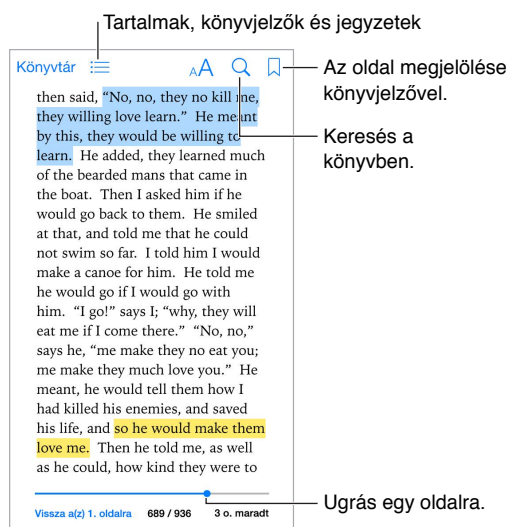 Tartalmak, könyvjelzők és jegyzetek
Könyvtár
AA
Az oldal megjelölése
könyvjelzővel.
Keresés a
könyvben.
then said, “No, no, they no kill me,
they willing love learn.” He meant
by this, they would be willing to
learn. He added, they learned much
of the bearded mans that came in
the boat. Then I asked him if he
would go back to them. He smiled
at that, and told me that he could
not swim so far. I told him I would
make a canoe for him. He told me
he would go if I would go with
him. “I go!” says I; “why, they will
eat me if I come there.” “No, no,”
says he, “me make they no eat you;
me make they much love you.” He
meant, he would tell them how I
had killed his enemies, and saved
his life, and so he would make them
love me. Then he told me, as well
as he could, how kind they were to
Ugrás egy oldalra.
Vissza a(z) 1. oldalra 689 / 936 3 o. maradt